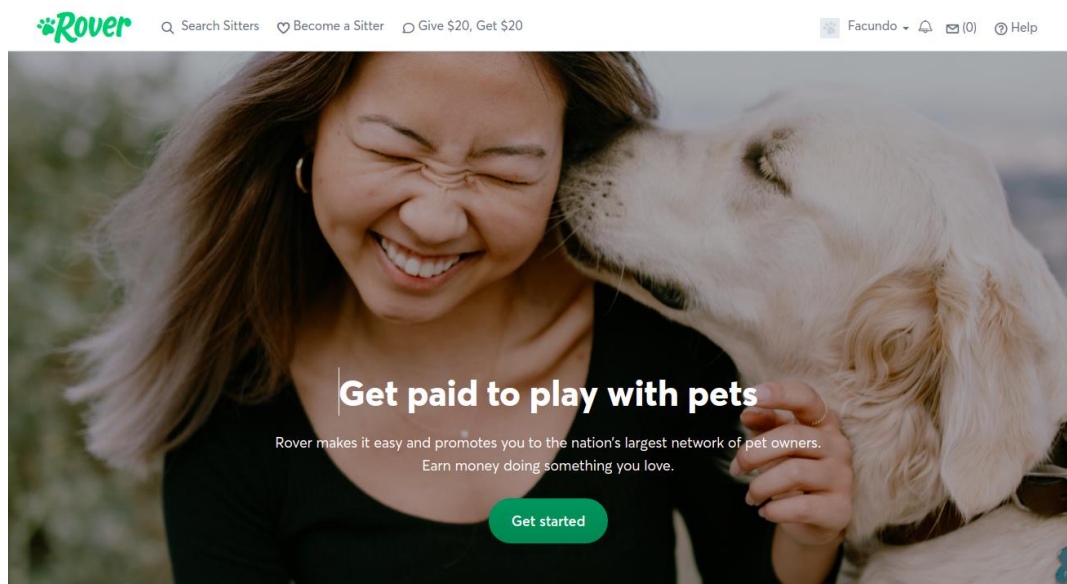 Rover
Search Sitters
Become a Sitter
Give $20, Get $20
Facundo
(0)
Help
Get paid to play with pets
Rover makes it easy and promotes you to the nation's largest network of pet owners.
Earn money doing something you love.
Get started